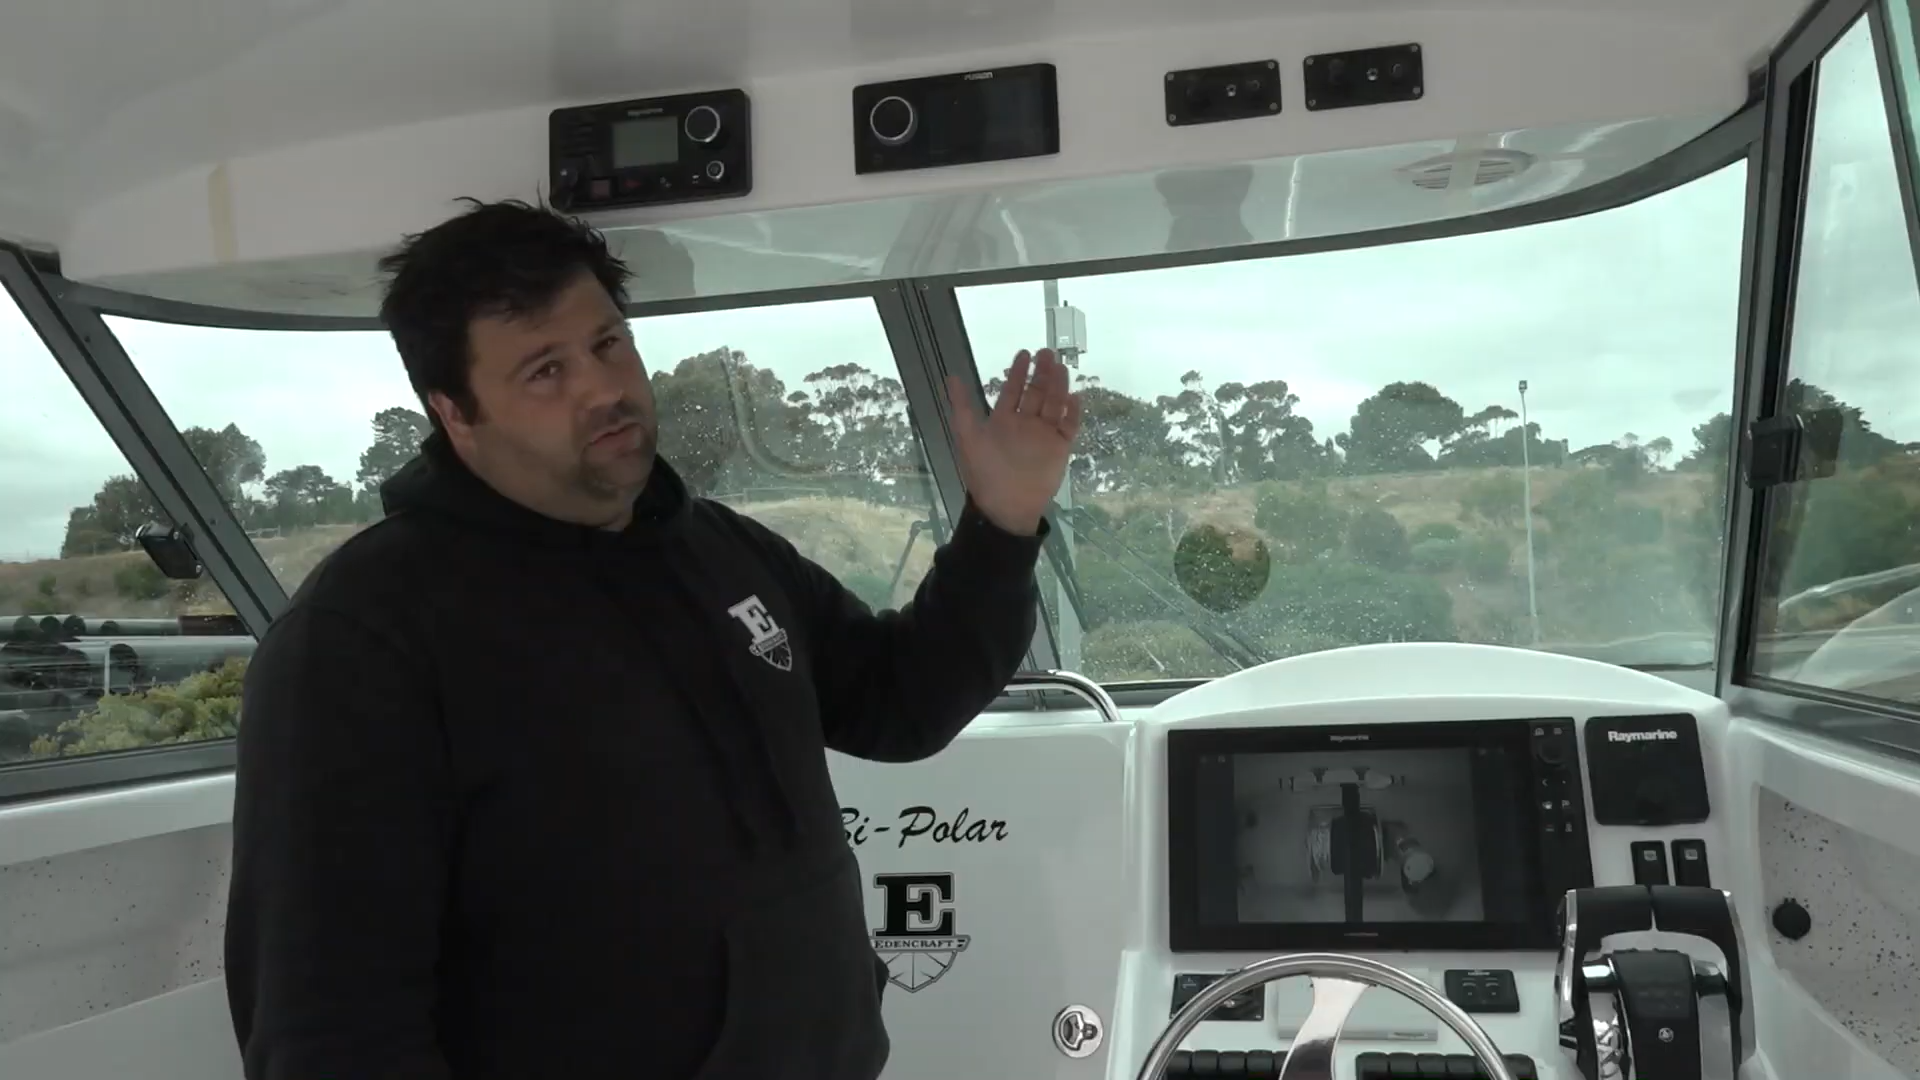 FUSION
Raymarine
E
Raymarine
Raymarine
Bi-Polar
E
EDENCRAFT